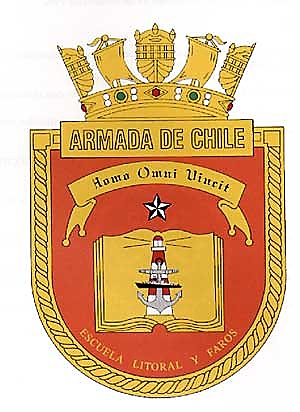 ARMADA DE CHILE
Homo Omni Vincit
ESCUELA LITORAL Y FAROS